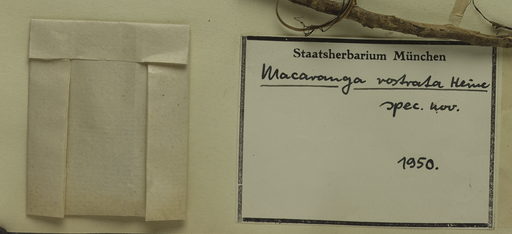 Staatsherbarium München
Macaranga rostrata Heine
spec. nov.
1950.